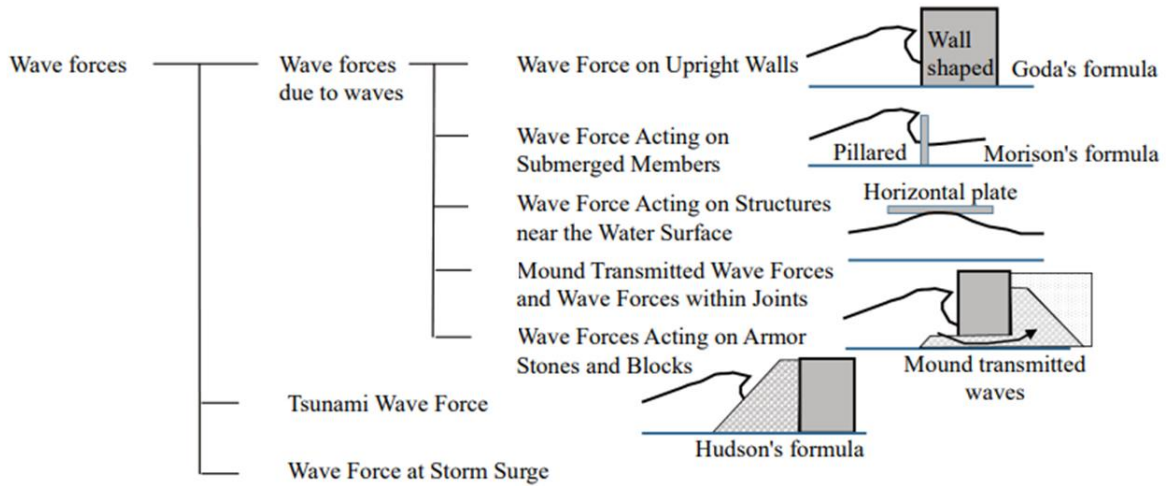 Wave forces
Wave forces
due to waves
Wave Force on Upright Walls
Wall
shaped
Goda's formula
Wave Force Acting on
Submerged Members
Pillared
Morison's formula
Wave Force Acting on Structures
near the Water Surface
Horizontal plate
Mound Transmitted Wave Forces
and Wave Forces within Joints
Mound transmitted
waves
Wave Forces Acting on Armor
Stones and Blocks
Hudson's formula
Tsunami Wave Force
Wave Force at Storm Surge